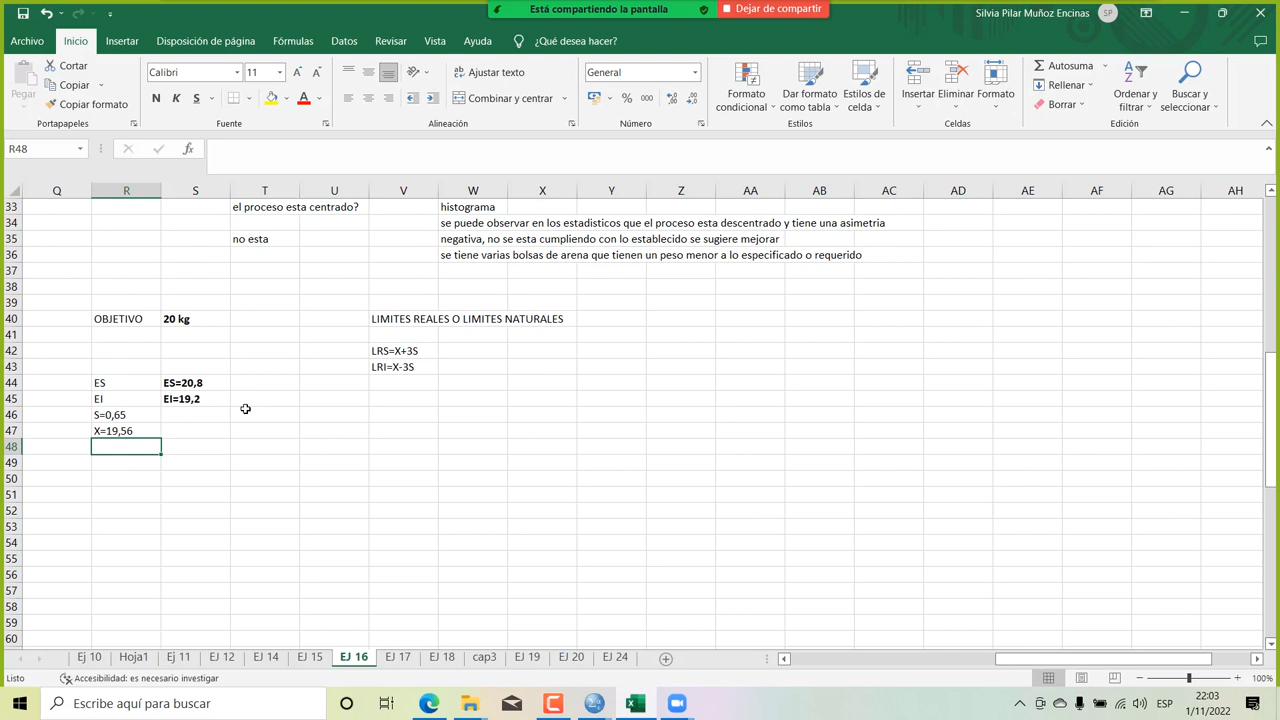 Está compartiendo la pantalla
Dejar de compartir
Silvia Pilar Muñoz Encinas
SP
Archivo Inicio Insertar Disposición de página Fórmulas Datos Revisar Vista Ayuda ¿Qué desea hacer?
Pegar
Cortar
Copiar
Copiar formato
Portapapeles
Calibri 11
N K S
Fuente
Ajustar texto
Combinar y centrar
Alineación
General
% 000
Número
Formato condicional
Dar formato como tabla
Estilos de celda
Estilos
Insertar Eliminar Formato
Celdas
Autosuma
Rellenar
Borrar
Ordenar y filtrar
Buscar y seleccionar
Edición
R48
fx
Q R S T U V W X Y Z AA AB AC AD AE AF AG AH
33 el proceso esta centrado? histograma
34 se puede observar en los estadisticos que el proceso esta descentrado y tiene una asimetria
35 no esta negativa, no se esta cumpliendo con lo establecido se sugiere mejorar
36 se tiene varias bolsas de arena que tienen un peso menor a lo especificado o requerido
37
38
39
40 OBJETIVO 20 kg LIMITES REALES O LIMITES NATURALES
41
42 LRS=X+3S
43 LRI=X-3S
44 ES ES=20,8
45 EI EI=19,2
46 S=0,65
47 X=19,56
48
49
50
51
52
53
54
55
56
57
58
59
60
Ej 10 Hoja1 Ej 11 EJ 12 EJ 14 EJ 15 EJ 16 EJ 17 EJ 18 cap3 EJ 19 EJ 20 EJ 24
Listo Accesibilidad: es necesario investigar 100%
Escribe aquí para buscar
ESP
22:03
1/11/2022